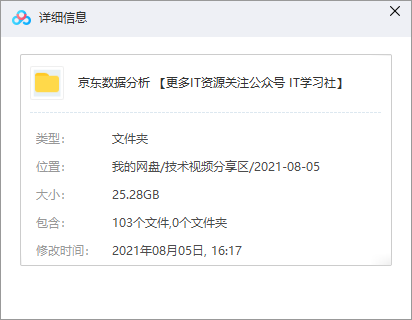 详细信息
京东数据分析 【更多IT资源关注公众号 IT学习社】
类型： 文件夹
位置： 我的网盘/技术视频分享区/2021-08-05
大小： 25.28GB
包含： 103个文件,0个文件夹
修改时间： 2021年08月05日, 16:17